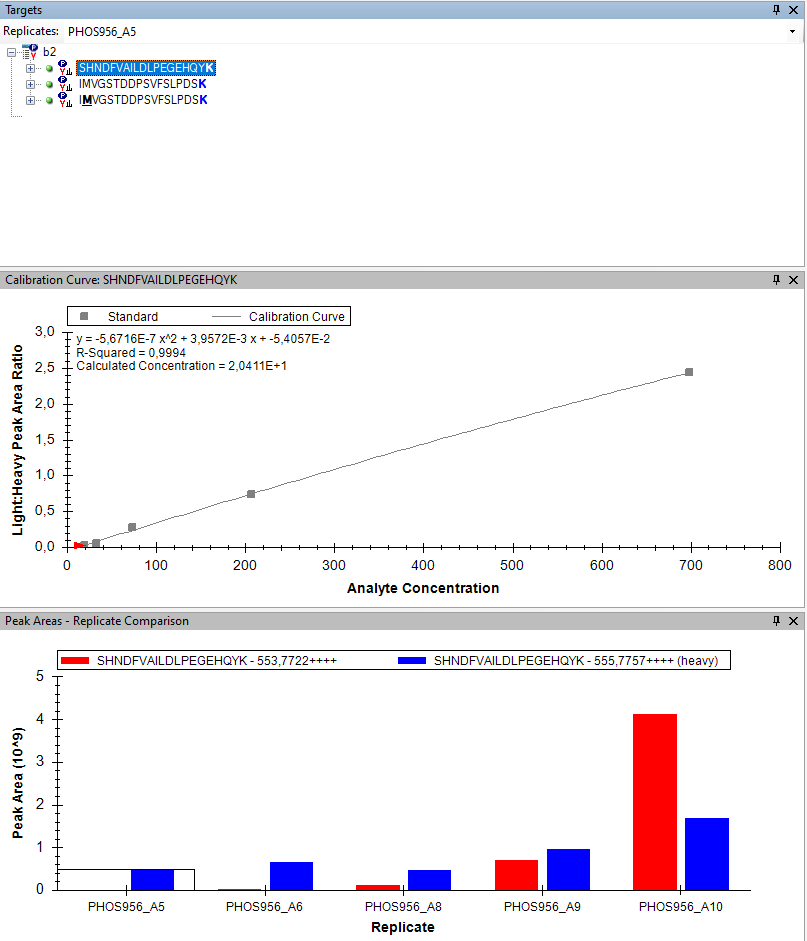 Targets
Replicates: PHOS956_A5
b2
SHNDFVAILDLPEGEHQYK
IMVGSTDDPSVFSLPDSK
IMVGSTDDPSVFSLPDSK
Calibration Curve: SHNDFVAILDLPEGEHQYK
Standard Calibration Curve
y = -5,6716E-7 x^2 + 3,9572E-3 x + -5,4057E-2
R-Squared = 0,9994
Calculated Concentration = 2,0411E+1
Light:Heavy Peak Area Ratio
3,0
2,5
2,0
1,5
1,0
0,5
0,0
0 100 200 300 400 500 600 700 800
Analyte Concentration
Peak Areas - Replicate Comparison
SHNDFVAILDLPEGEHQYK - 553,7722++++ SHNDFVAILDLPEGEHQYK - 555,7757++++ (heavy)
Peak Area (10^9)
5
4
3
2
1
0
PHOS956_A5 PHOS956_A6 PHOS956_A8 PHOS956_A9 PHOS956_A10
Replicate